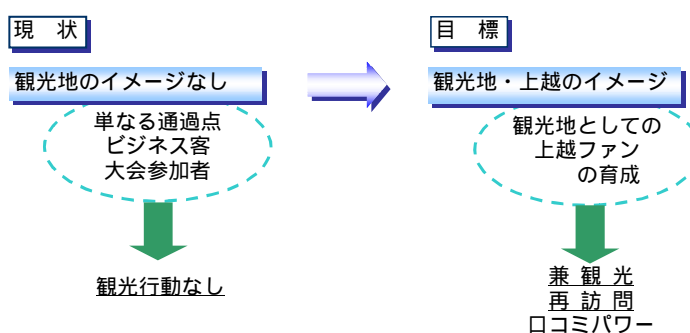 現 状
観光地のイメージなし
単なる通過点
ビジネス客
大会参加者
観光行動なし
目 標
観光地・上越のイメージ
観光地としての
上越ファン
の育成
兼 観 光
再 訪 問
口コミパワー